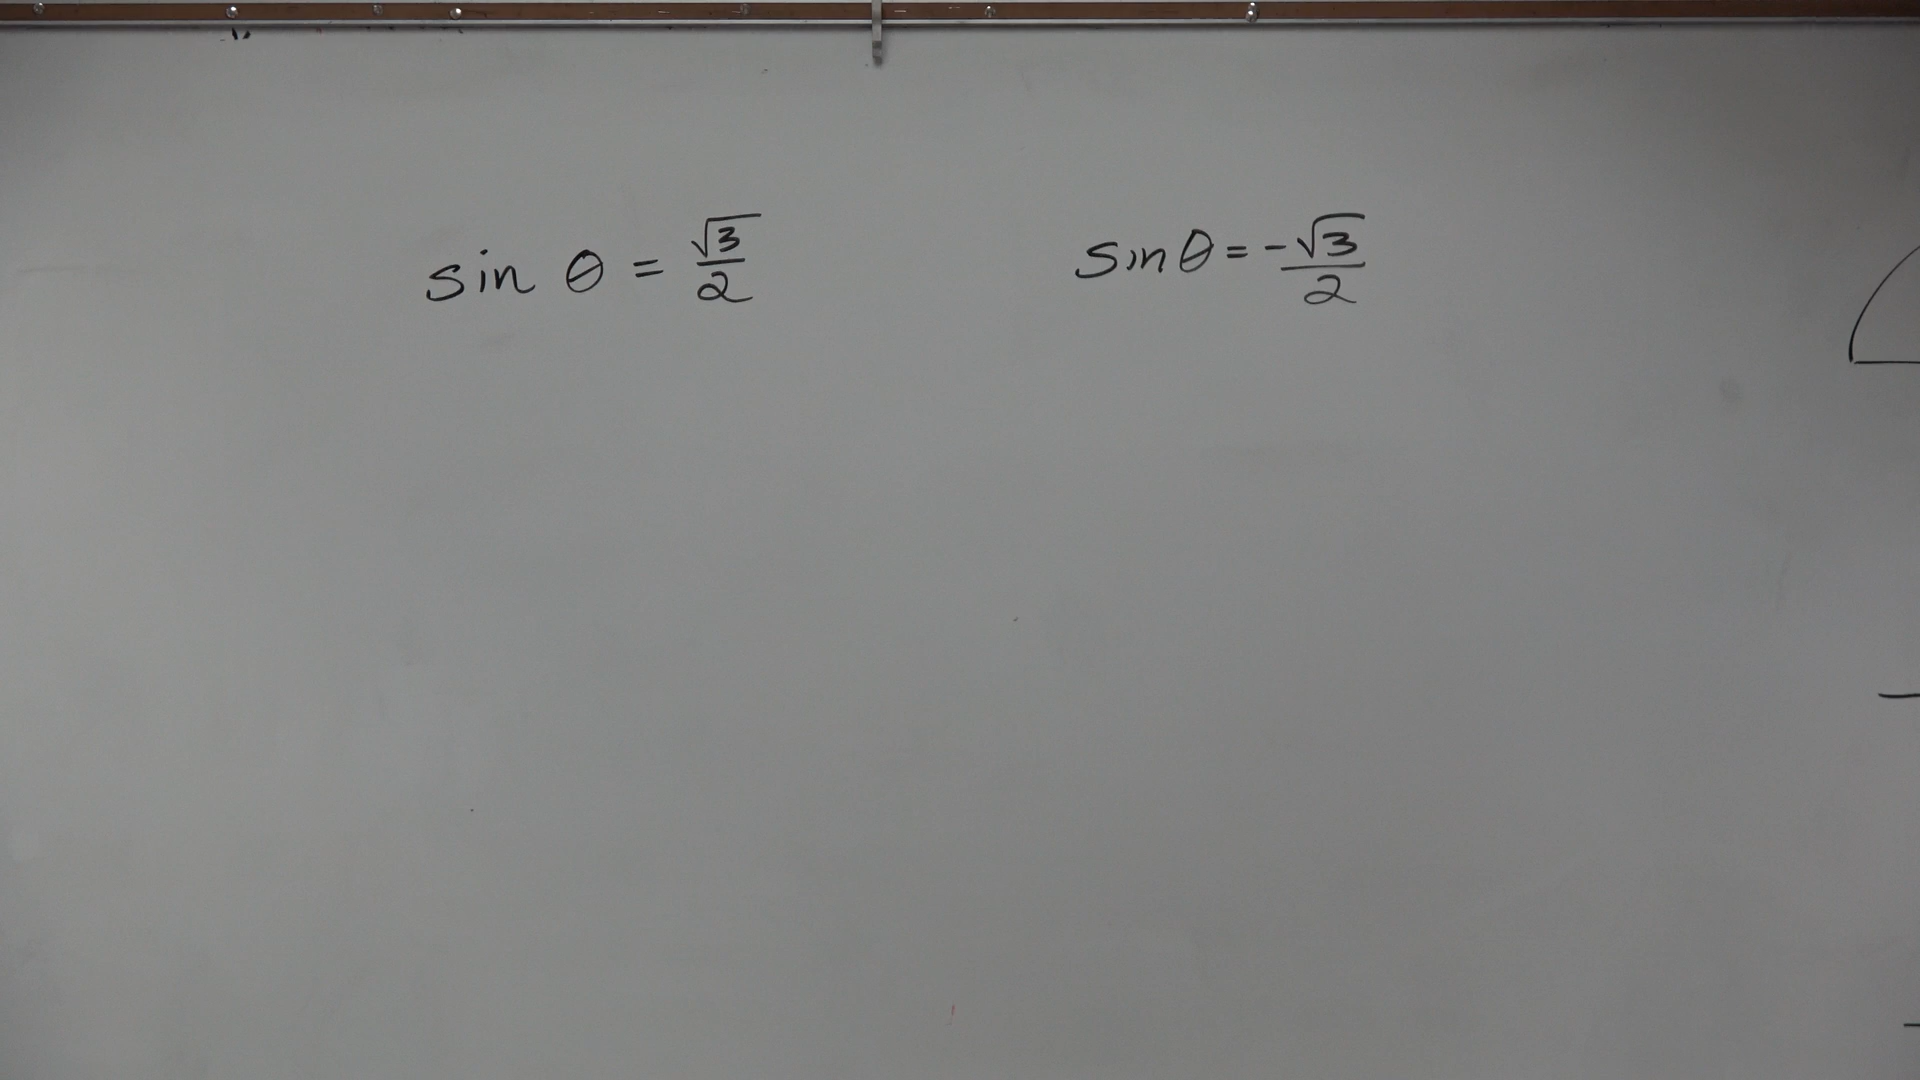 sin θ = √3/2
sin θ = -√3/2